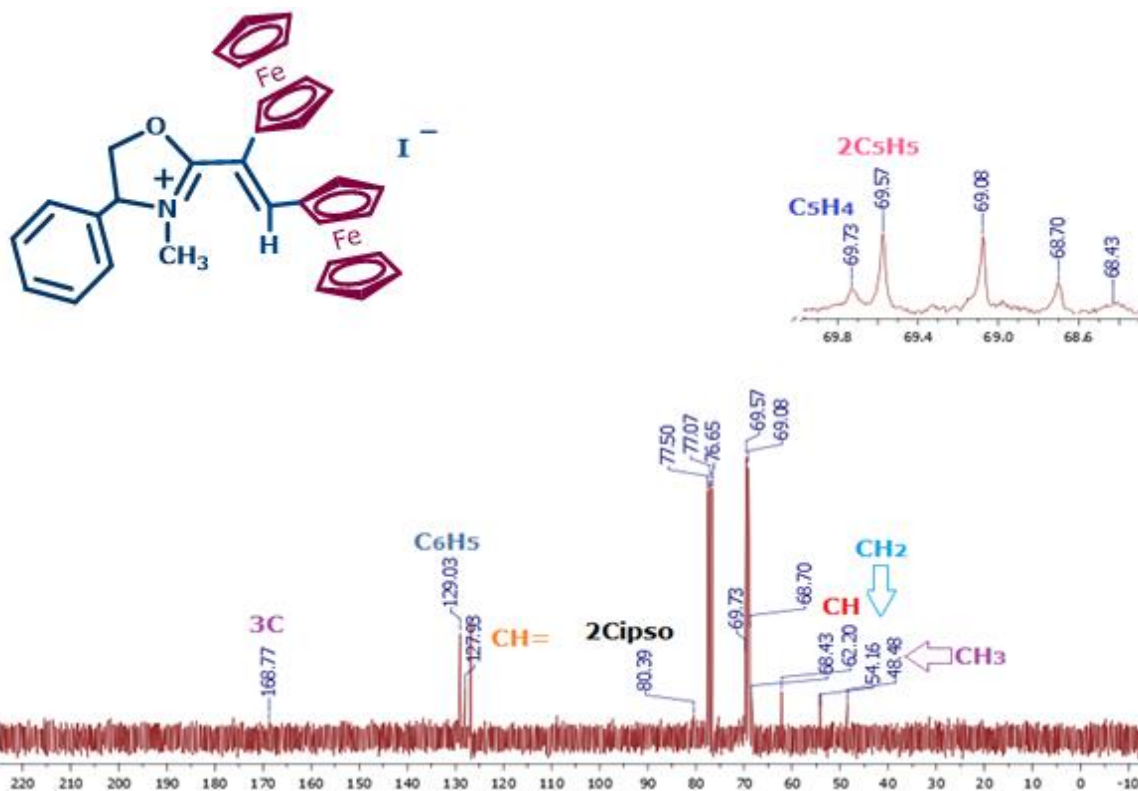 Fe
O
+
N
CH3
H
Fe
I −
2C5H5
C5H4
69.73
69.57
69.08
68.70
68.43
69.8 69.4 69.0 68.6
3C
168.77
C6H5
129.03
127.93
CH=
2Cipso
80.39
77.50
77.07
76.65
69.57
69.08
69.73
68.70
68.43
CH
62.20
CH2
54.16
48.48
CH3
220 210 200 190 180 170 160 150 140 130 120 110 100 90 80 70 60 50 40 30 20 10 0 -10